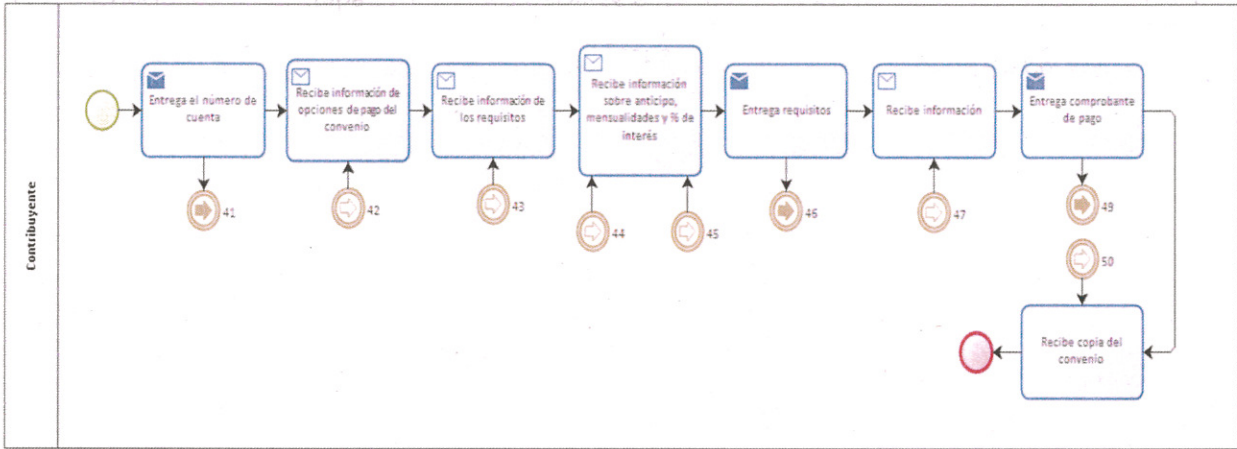 Contribuyente
Entrega el número de
cuenta
Recibe información de
opciones de pago del
convenio
Recibe información de
los requisitos
Recibe información
sobre anticipo,
mensualidades y % de
interés
Entrega requisitos
Recibe información
Entrega comprobante
de pago
41
42
43
44
45
46
47
49
50
Recibe copia del
convenio